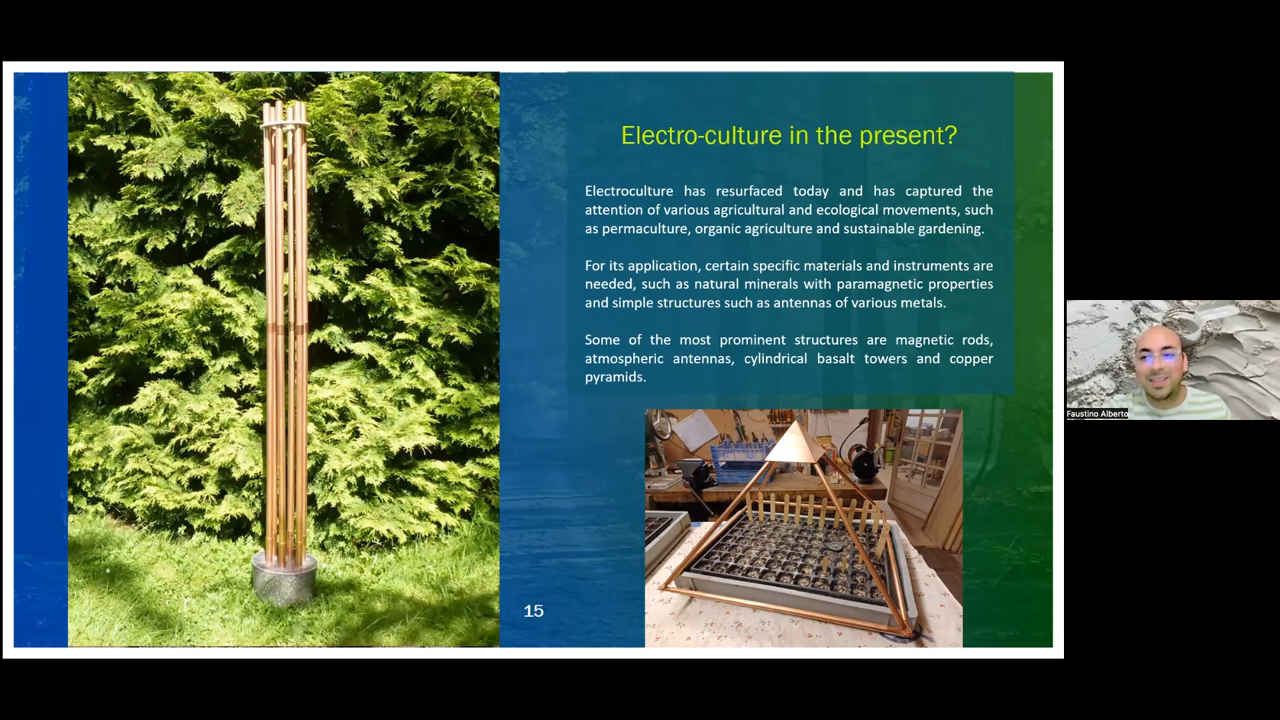 Electro-culture in the present?
Electroculture has resurfaced today and has captured the
attention of various agricultural and ecological movements, such
as permaculture, organic agriculture and sustainable gardening.
For its application, certain specific materials and instruments are
needed, such as natural minerals with paramagnetic properties
and simple structures such as antennas of various metals.
Some of the most prominent structures are magnetic rods,
atmospheric antennas, cylindrical basalt towers and copper
pyramids.
15
Faustino Alberto